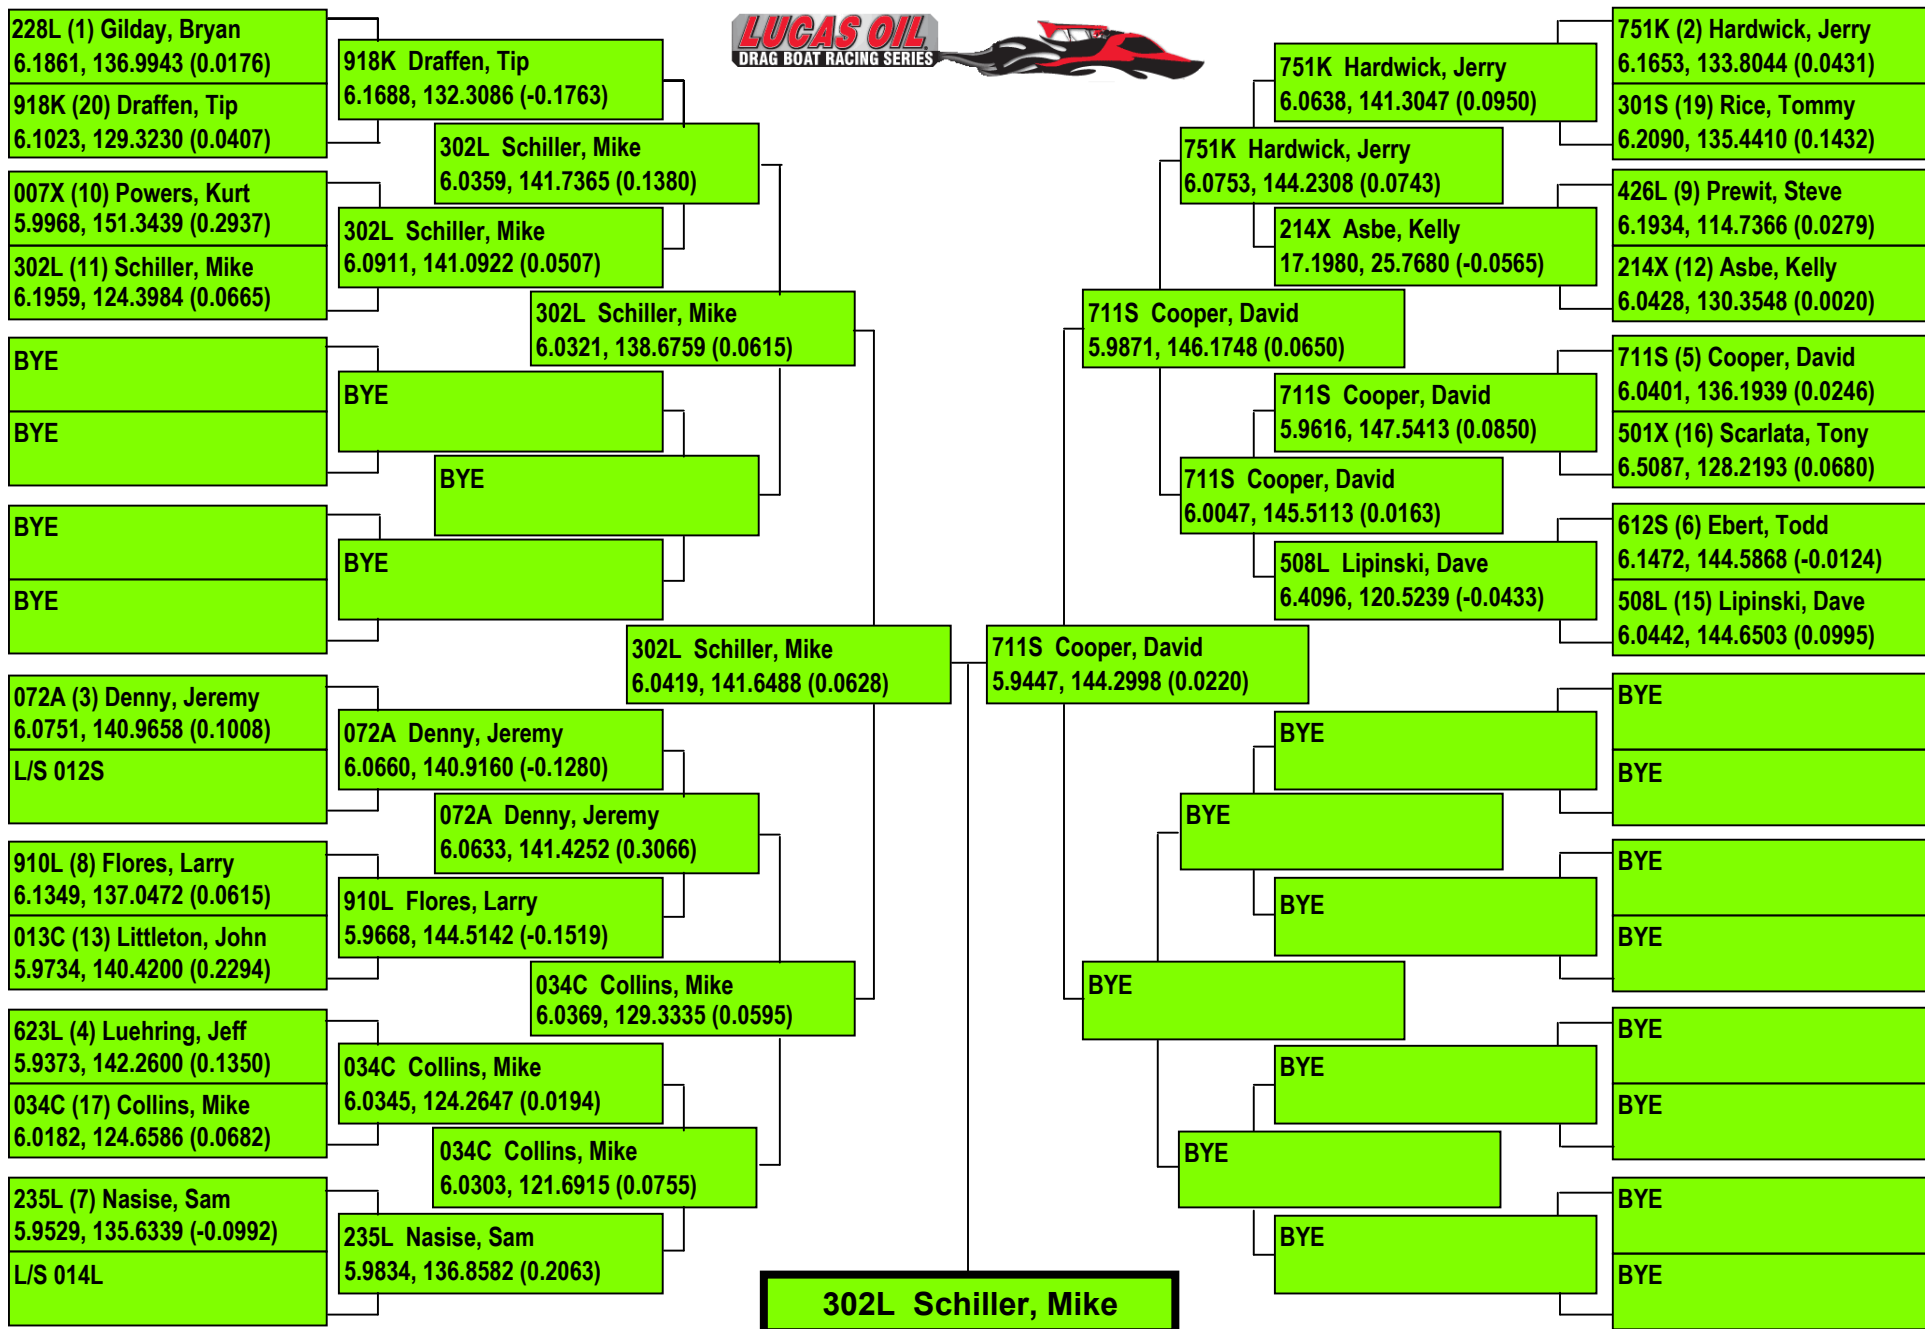 LUCAS OIL
DRAG BOAT RACING SERIES
228L (1) Gilday, Bryan
6.1861, 136.9943 (0.0176)
918K (20) Draffen, Tip
6.1023, 129.3230 (0.0407)
007X (10) Powers, Kurt
5.9968, 151.3439 (0.2937)
302L (11) Schiller, Mike
6.1959, 124.3984 (0.0665)
BYE
BYE
BYE
BYE
072A (3) Denny, Jeremy
6.0751, 140.9658 (0.1008)
L/S 012S
910L (8) Flores, Larry
6.1349, 137.0472 (0.0615)
013C (13) Littleton, John
5.9734, 140.4200 (0.2294)
623L (4) Luehring, Jeff
5.9373, 142.2600 (0.1350)
034C (17) Collins, Mike
6.0182, 124.6586 (0.0682)
235L (7) Nasise, Sam
5.9529, 135.6339 (-0.0992)
L/S 014L
918K Draffen, Tip
6.1688, 132.3086 (-0.1763)
302L Schiller, Mike
6.0911, 141.0922 (0.0507)
BYE
BYE
072A Denny, Jeremy
6.0660, 140.9160 (-0.1280)
910L Flores, Larry
5.9668, 144.5142 (-0.1519)
034C Collins, Mike
6.0345, 124.2647 (0.0194)
235L Nasise, Sam
5.9834, 136.8582 (0.2063)
302L Schiller, Mike
6.0359, 141.7365 (0.1380)
BYE
072A Denny, Jeremy
6.0633, 141.4252 (0.3066)
034C Collins, Mike
6.0303, 121.6915 (0.0755)
302L Schiller, Mike
6.0321, 138.6759 (0.0615)
034C Collins, Mike
6.0369, 129.3335 (0.0595)
302L Schiller, Mike
6.0419, 141.6488 (0.0628)
711S Cooper, David
5.9447, 144.2998 (0.0220)
302L Schiller, Mike
711S Cooper, David
5.9871, 146.1748 (0.0650)
BYE
751K Hardwick, Jerry
6.0753, 144.2308 (0.0743)
711S Cooper, David
6.0047, 145.5113 (0.0163)
BYE
BYE
751K Hardwick, Jerry
6.0638, 141.3047 (0.0950)
214X Asbe, Kelly
17.1980, 25.7680 (-0.0565)
711S Cooper, David
5.9616, 147.5413 (0.0850)
508L Lipinski, Dave
6.4096, 120.5239 (-0.0433)
BYE
BYE
BYE
BYE
751K (2) Hardwick, Jerry
6.1653, 133.8044 (0.0431)
301S (19) Rice, Tommy
6.2090, 135.4410 (0.1432)
426L (9) Prewit, Steve
6.1934, 114.7366 (0.0279)
214X (12) Asbe, Kelly
6.0428, 130.3548 (0.0020)
711S (5) Cooper, David
6.0401, 136.1939 (0.0246)
501X (16) Scarlata, Tony
6.5087, 128.2193 (0.0680)
612S (6) Ebert, Todd
6.1472, 144.5868 (-0.0124)
508L (15) Lipinski, Dave
6.0442, 144.6503 (0.0995)
BYE
BYE
BYE
BYE
BYE
BYE
BYE
BYE